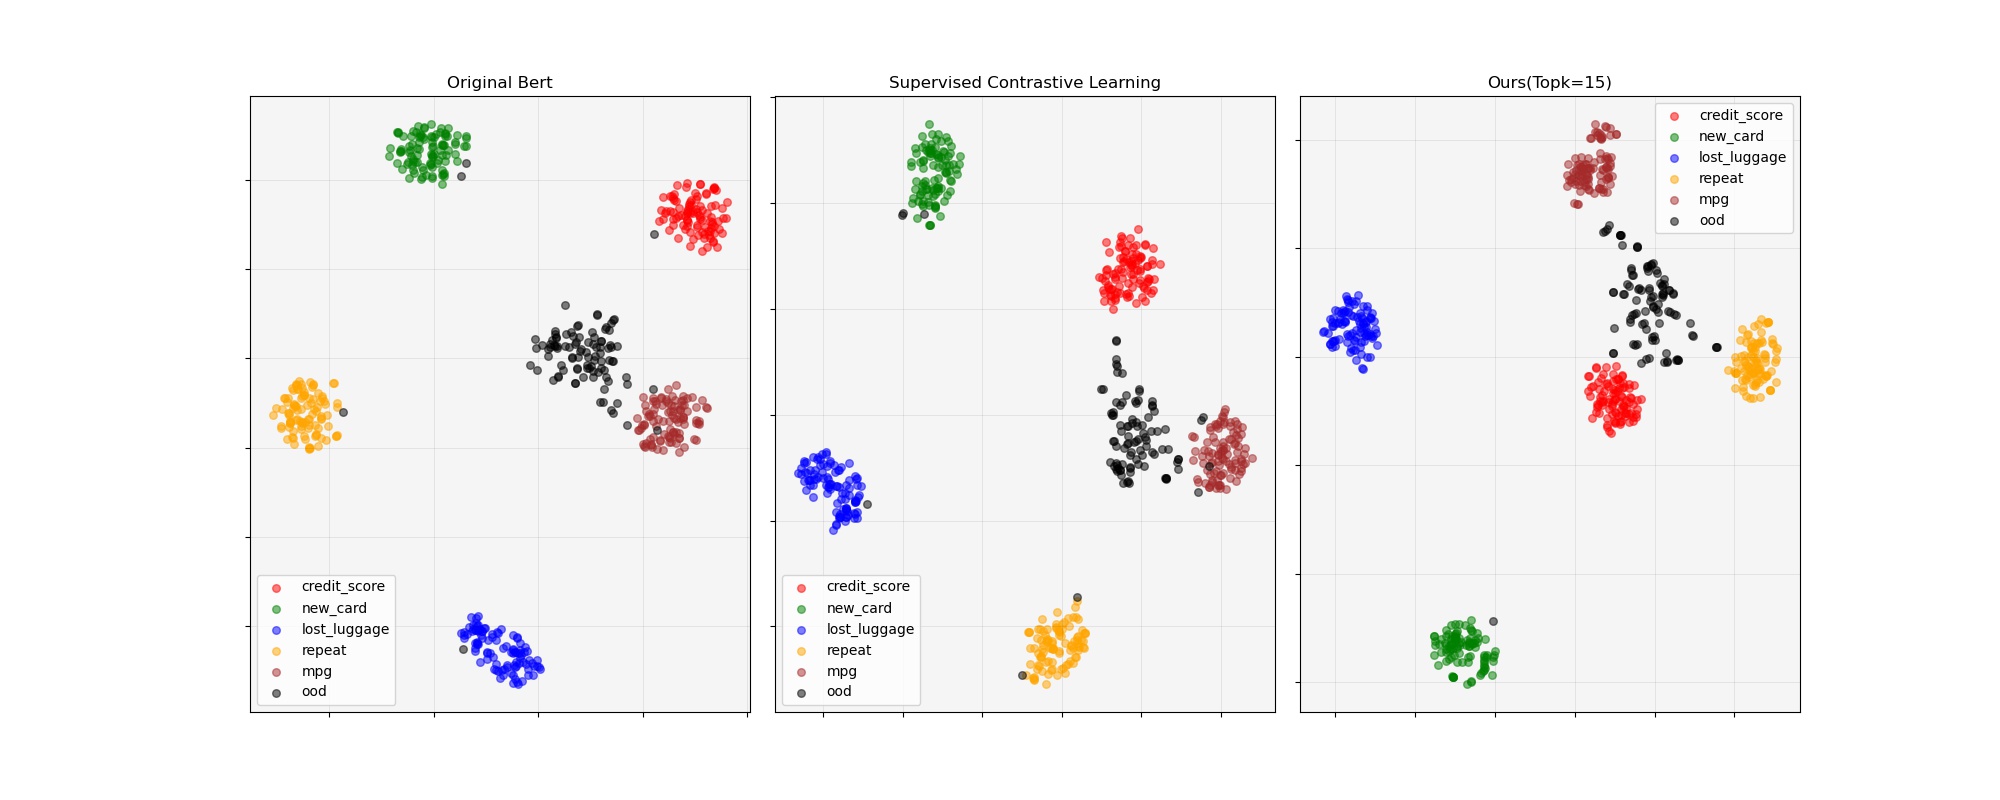 Original Bert
credit_score
new_card
lost_luggage
repeat
mpg
ood
Supervised Contrastive Learning
credit_score
new_card
lost_luggage
repeat
mpg
ood
Ours(Topk=15)
credit_score
new_card
lost_luggage
repeat
mpg
ood